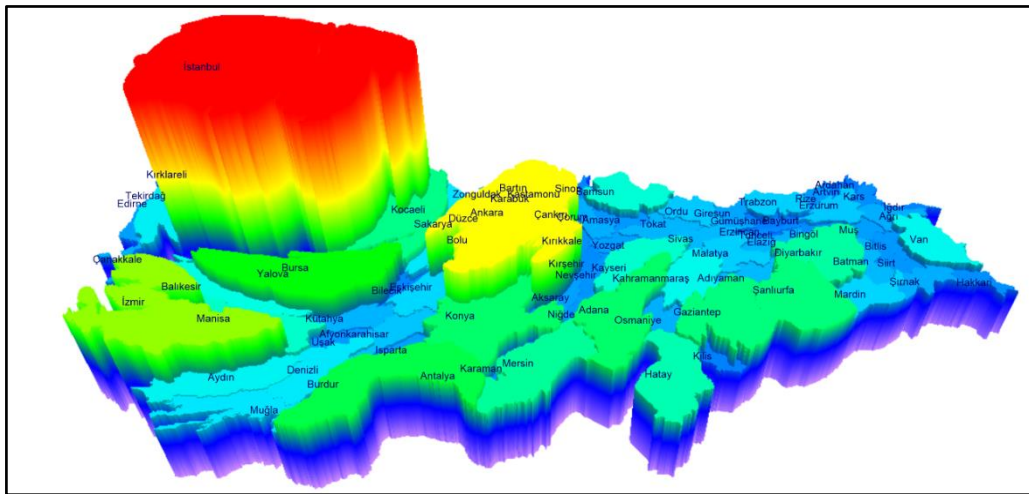 Istanbul
Kırklareli
Tekirdağ
Edirne
Kocaeli
Sakarya
Zonguldak
Bartın
Kastamonu
Karabük
Sinop
Samsun
Düzce
Ankara
Çankırı
Çorum
Amasya
Bolu
Kırıkkale
Yozgat
Tokat
Ordu
Giresun
Trabzon
Gümüşhane
Bayburt
Rize
Artvin
Ardahan
Erzurum
Kars
Iğdır
Ağrı
Erzincan
Tunceli
Elazığ
Bingöl
Muş
Bitlis
Van
Sivas
Malatya
Diyarbakır
Batman
Siirt
Şırnak
Hakkari
Çanakkale
Balıkesir
Yalova
Bursa
Bilecik
Eskişehir
Kırşehir
Nevşehir
Kayseri
Kahramanmaraş
Adıyaman
Şanlıurfa
Mardin
İzmir
Manisa
Kütahya
Afyonkarahisar
Uşak
Konya
Aksaray
Niğde
Adana
Osmaniye
Gaziantep
Kilis
Hatay
Isparta
Mersin
Karaman
Antalya
Aydın
Denizli
Burdur
Muğla